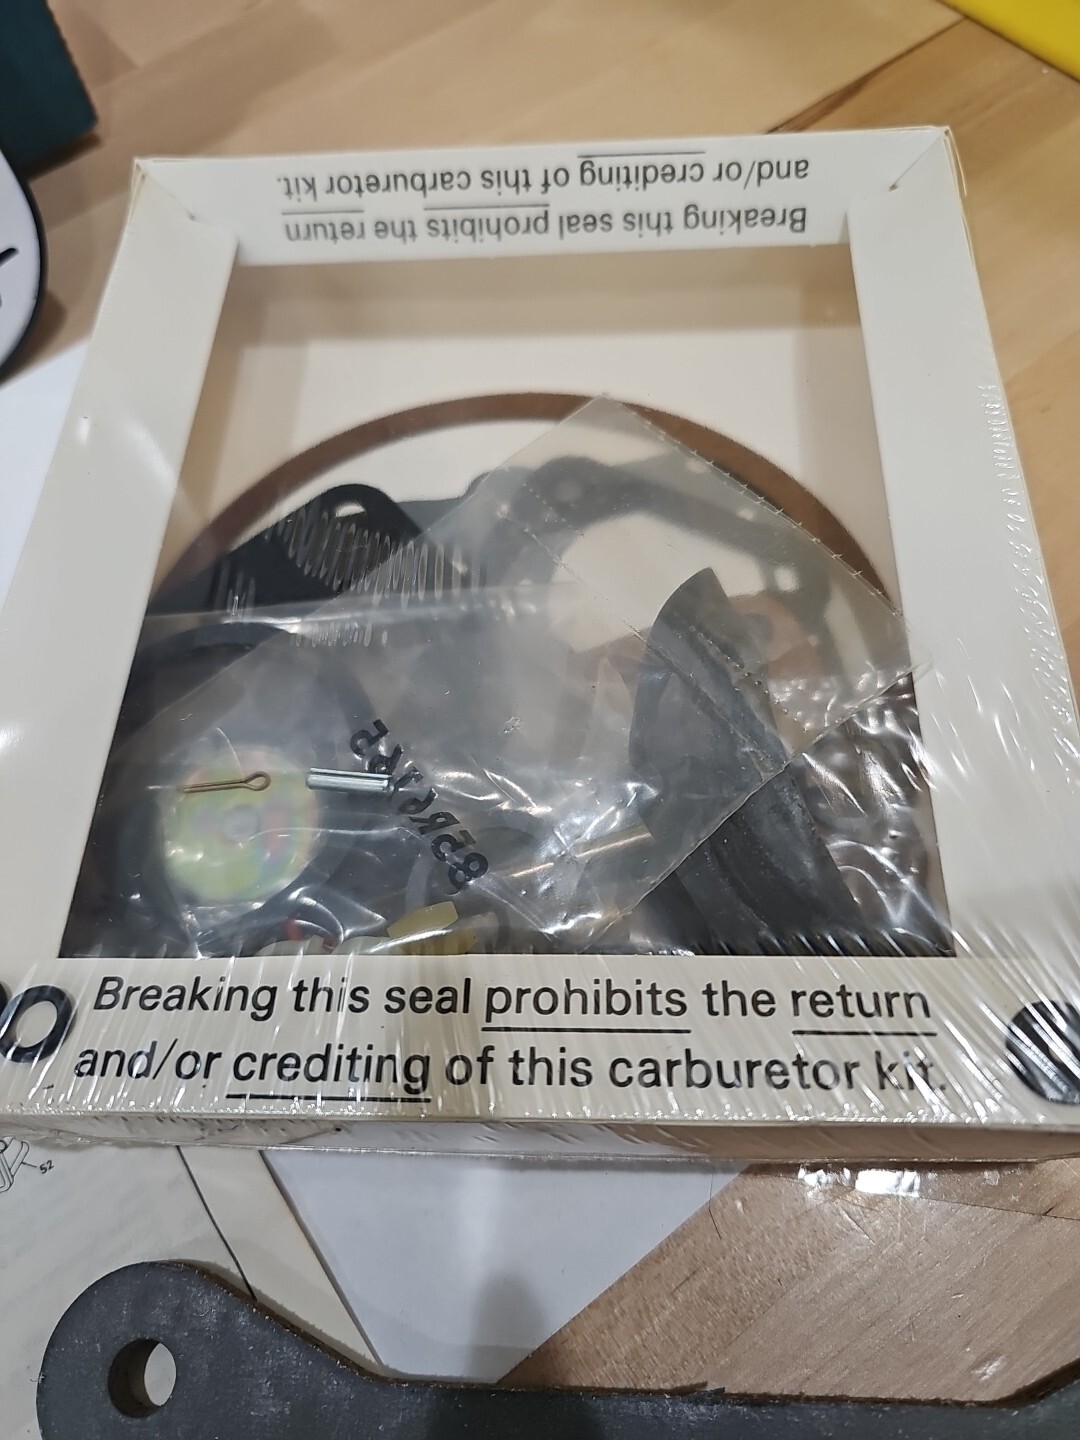 Breaking this seal prohibits the return
and/or crediting of this carburetor kit.
Breaking this seal prohibits the return
and/or crediting of this carburetor kit.
52